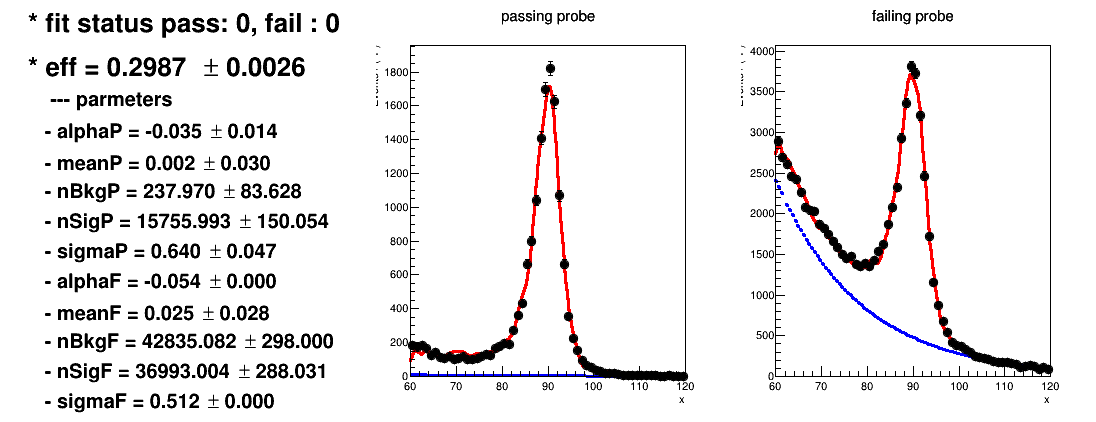 * fit status pass: 0, fail : 0
* eff = 0.2987 ± 0.0026
--- parmeters
- alphaP = -0.035 ± 0.014
- meanP = 0.002 ± 0.030
- nBkgP = 237.970 ± 83.628
- nSigP = 15755.993 ± 150.054
- sigmaP = 0.640 ± 0.047
- alphaF = -0.054 ± 0.000
- meanF = 0.025 ± 0.028
- nBkgF = 42835.082 ± 298.000
- nSigF = 36993.004 ± 288.031
- sigmaF = 0.512 ± 0.000
passing probe
1800
1600
1400
1200
1000
800
600
400
200
0
60 70 80 90 100 110 120
x
failing probe
4000
3500
3000
2500
2000
1500
1000
500
0
60 70 80 90 100 110 120
x